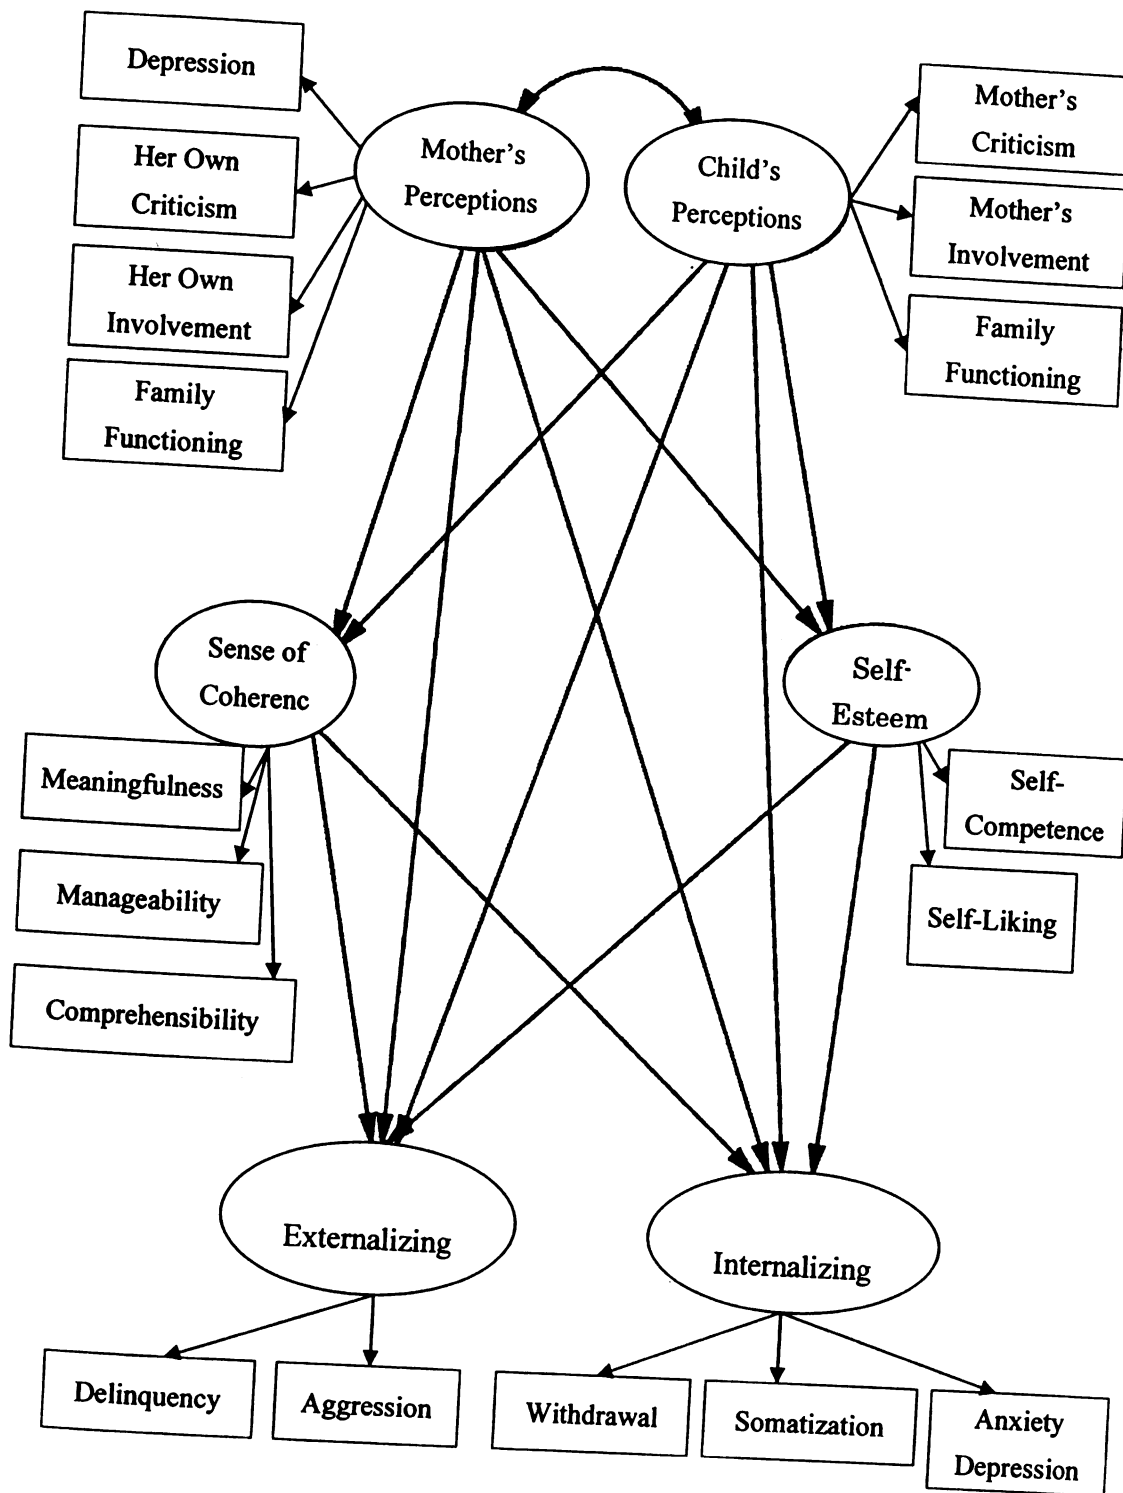 Depression
Her Own
Criticism
Her Own
Involvement
Family
Functioning
Mother's
Perceptions
Child's
Perceptions
Mother's
Criticism
Mother's
Involvement
Family
Functioning
Sense of
Coherenc
Self-
Esteem
Meaningfulness
Manageability
Comprehensibility
Self-
Competence
Self-Liking
Externalizing
Internalizing
Delinquency
Aggression
Withdrawal
Somatization
Anxiety
Depression